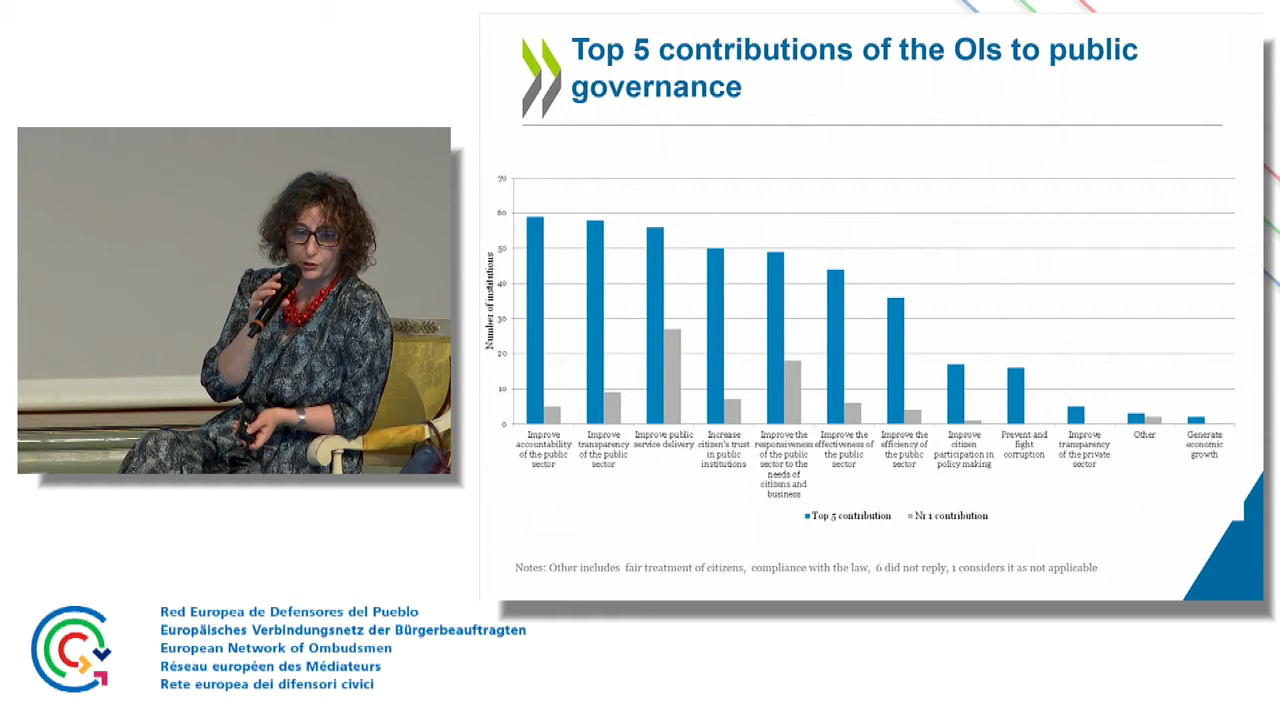 Top 5 contributions of the OIs to public
governance
Number of institutions
70
60
50
40
30
20
10
0
Improve
accountability
of the public
sector
Improve
transparency
of the public
sector
Improve public
service delivery
Increase
citizen's trust
in public
institutions
Improve the
responsiveness
of the public
sector to the
needs of
citizens and
business
Improve the
effectiveness of
the public
sector
Improve the
efficiency of
the public
sector
Improve
citizen
participation in
policy making
Prevent and
fight
corruption
Improve
transparency
of the private
sector
Other
Generate
economic
growth
Top 5 contribution
Nr 1 contribution
Notes: Other includes fair treatment of citizens, compliance with the law, 6 did not reply, 1 considers it as not applicable
Red Europea de Defensores del Pueblo
Europäisches Verbindungsnetz der Bürgerbeauftragten
European Network of Ombudsmen
Réseau européen des Médiateurs
Rete europea dei difensori civici